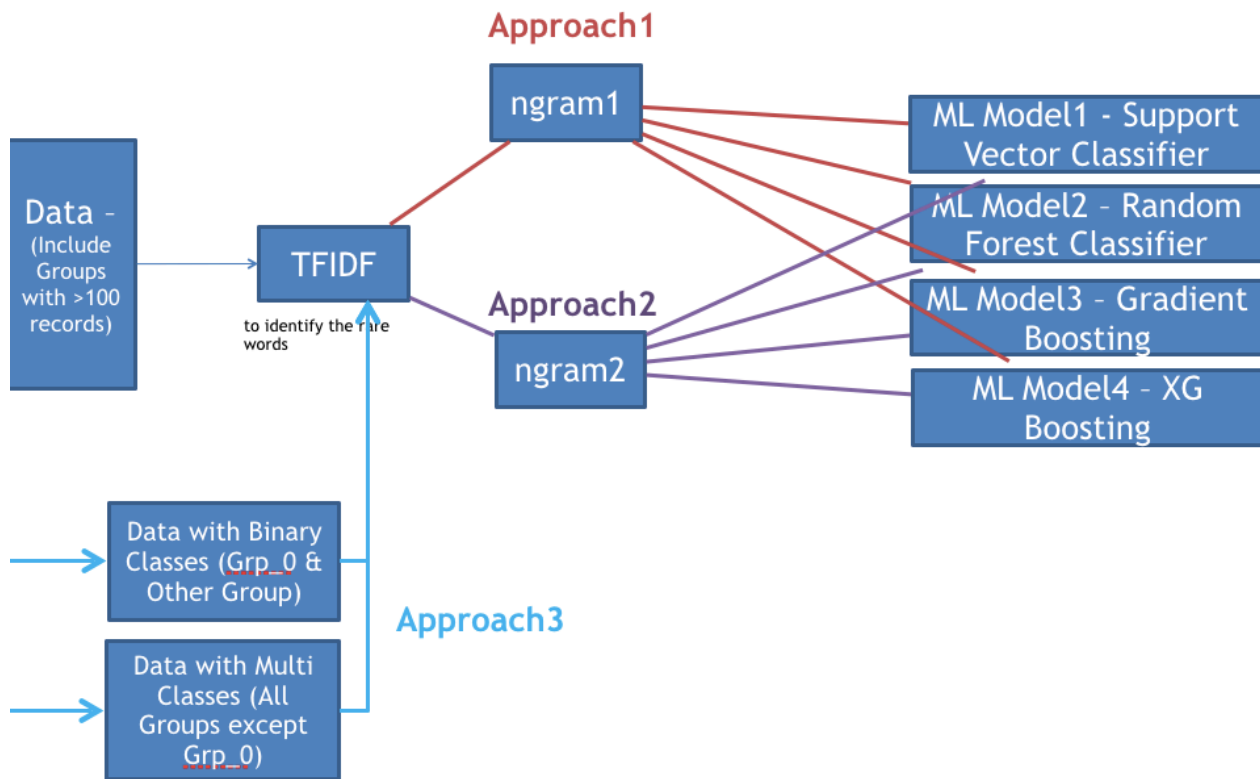 Approach1
ngram1
ML Model1 - Support
Vector Classifier
Data –
(Include
Groups
with >100
records)
ML Model2 – Random
Forest Classifier
TFIDF
to identify the rare
words
Approach2
ngram2
ML Model3 – Gradient
Boosting
ML Model4 – XG
Boosting
Data with Binary
Classes (Grp_0 &
Other Group)
Approach3
Data with Multi
Classes (All
Groups except
Grp_0)